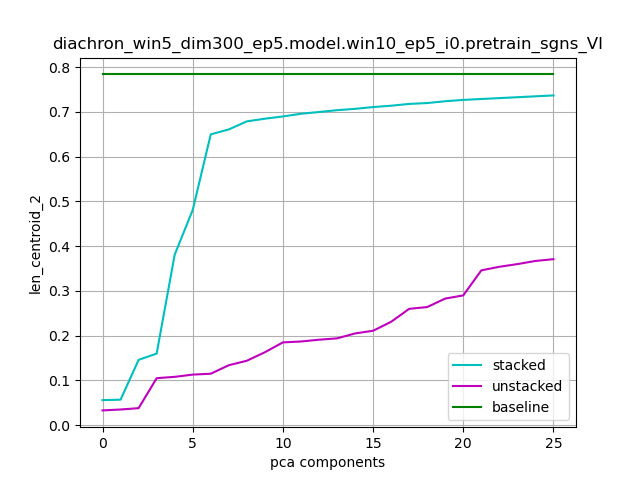 diachron_win5_dim300_ep5.model.win10_ep5_i0.pretrain_sgns_VI
0.8
0.7
0.6
0.5
0.4
0.3
0.2
0.1
0.0
len_centroid_2
0 5 10 15 20 25
pca components
stacked
unstacked
baseline